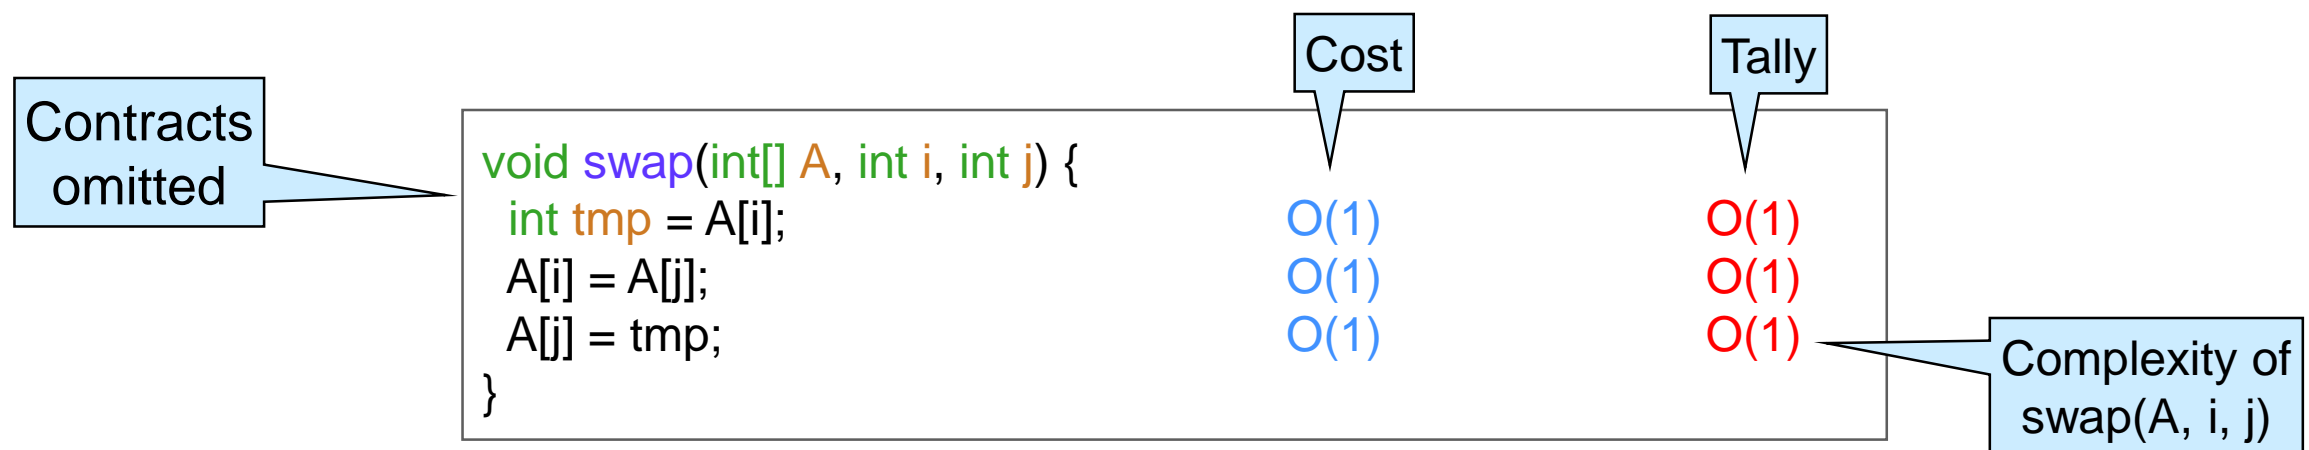 Cost
Tally
Contracts
omitted
void swap(int[] A, int i, int j) {
int tmp = A[i]; O(1) O(1)
A[i] = A[j]; O(1) O(1)
A[j] = tmp; O(1) O(1)
}
Complexity of
swap(A, i, j)